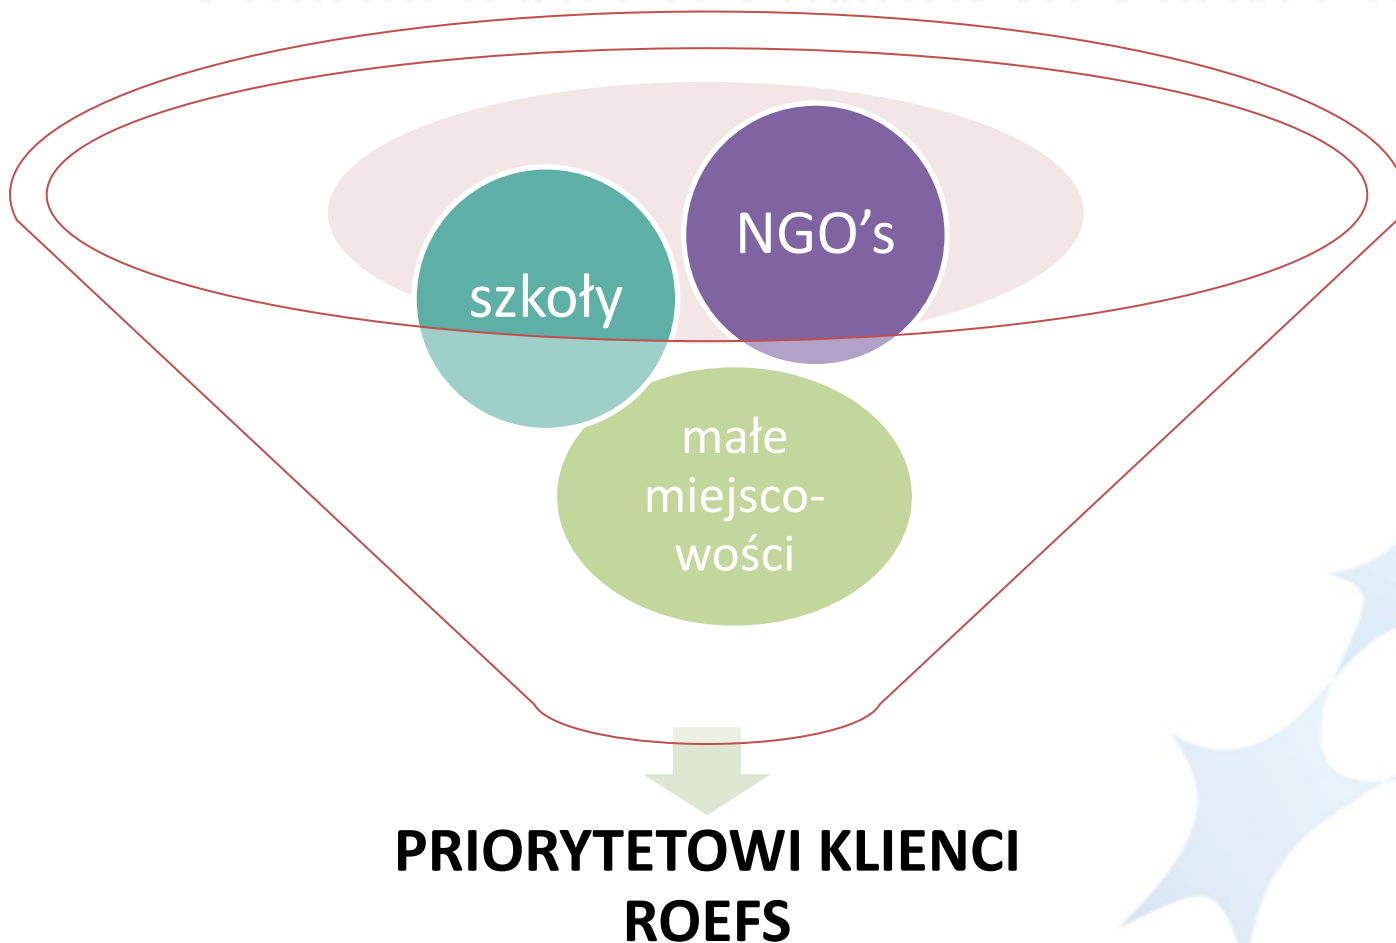 NGO’s
szkoły
małe
miejsco-
wości
PRIORYTETOWI KLIENCI
ROEFS